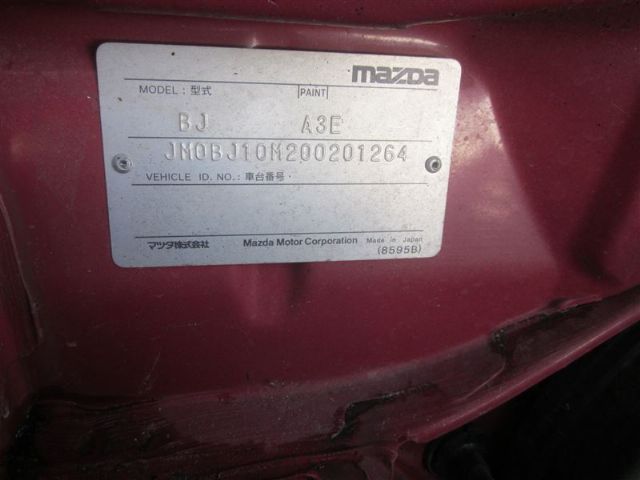 mazda
MODEL : 型式 PAINT
BJ A3E
JM0BJ10M200201264
VEHICLE ID. NO. : 車台番号 ·
マツダ株式会社 Mazda Motor Corporation Made in Japan
(8595B)